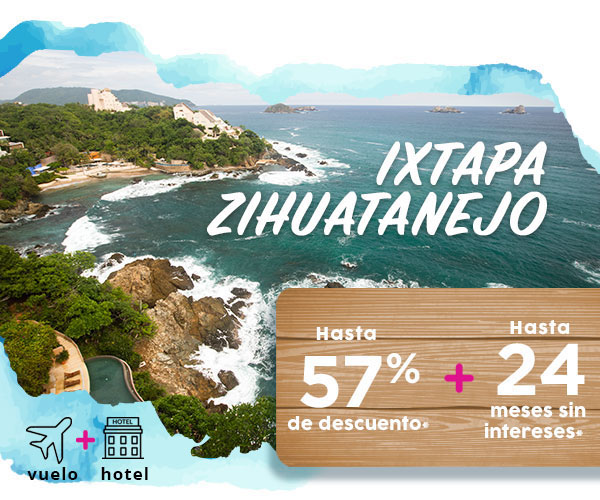 IXTAPA
ZIHUATANEJO
Hasta
57%
de descuento*
+
Hasta
24
meses sin
intereses*
HOTEL
vuelo + hotel